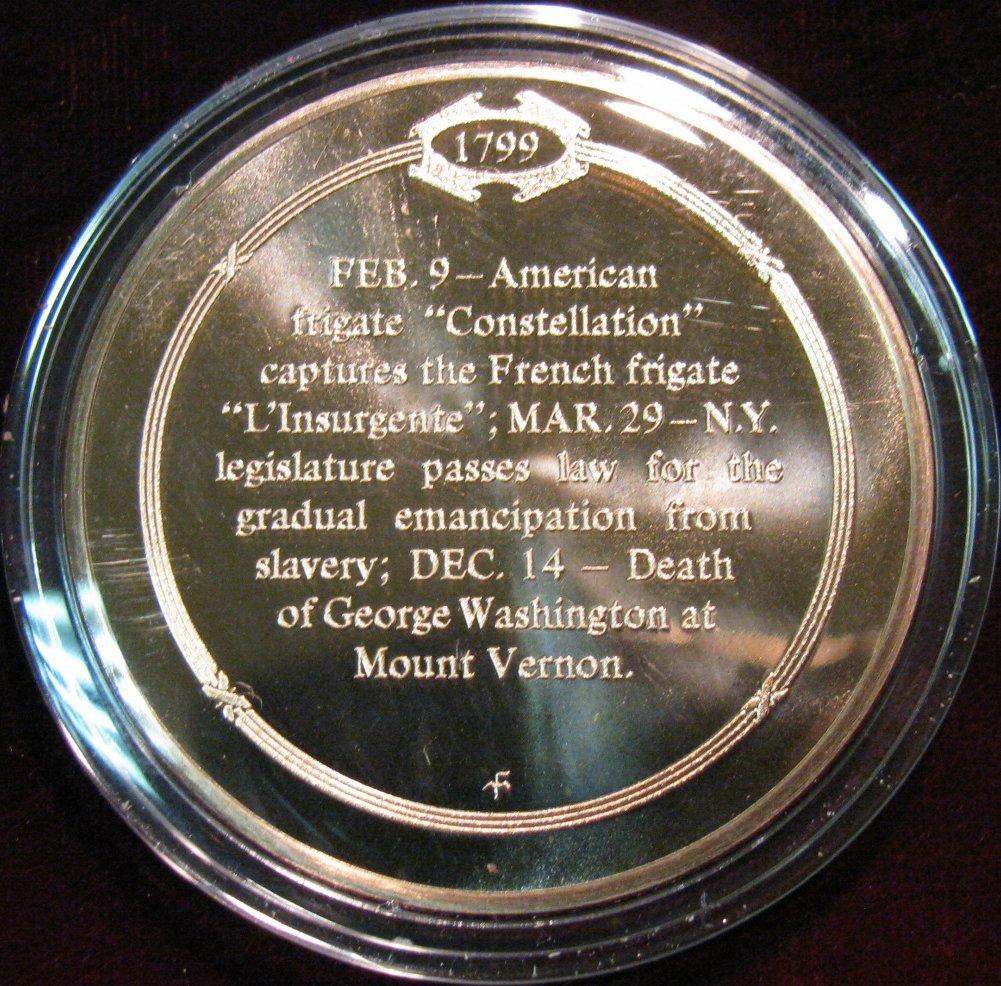 1799
FEB. 9 – American
frigate “Constellation”
captures the French frigate
“L’Insurgente”; MAR. 29 – N.Y.
legislature passes law for the
gradual emancipation from
slavery; DEC. 14 – Death
of George Washington at
Mount Vernon.
F